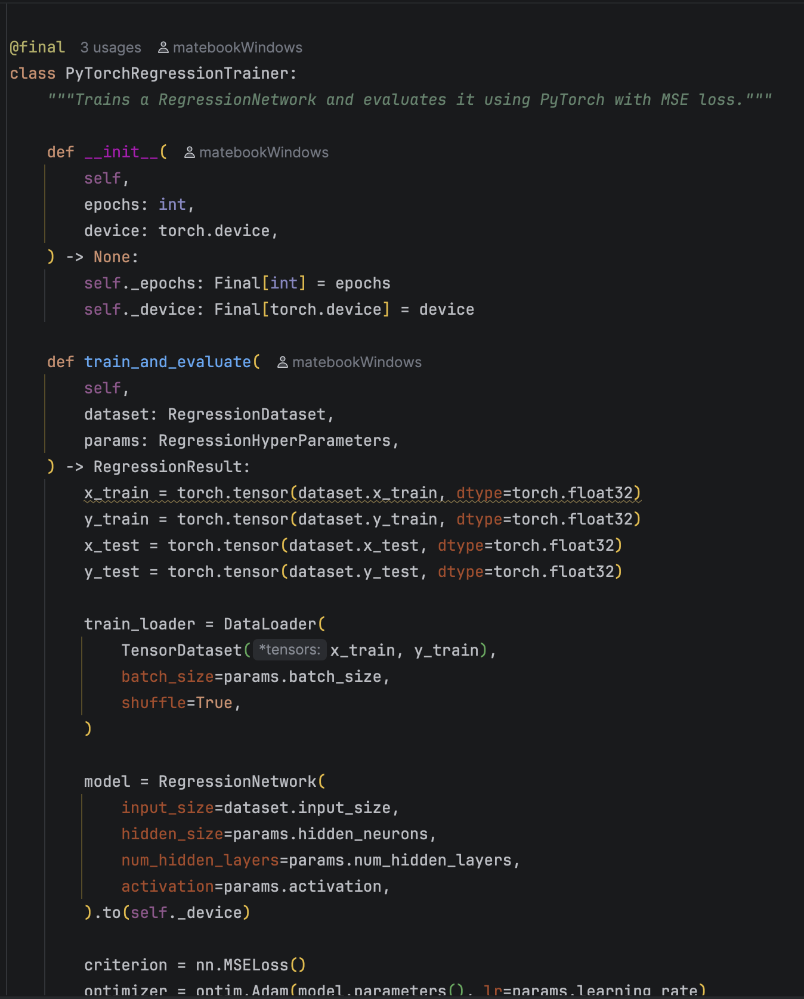 @final 3 usages matebookWindows
class PyTorchRegressionTrainer:
    """Trains a RegressionNetwork and evaluates it using PyTorch with MSE loss."""

    def __init__( matebookWindows
        self,
        epochs: int,
        device: torch.device,
    ) -> None:
        self._epochs: Final[int] = epochs
        self._device: Final[torch.device] = device

    def train_and_evaluate( matebookWindows
        self,
        dataset: RegressionDataset,
        params: RegressionHyperParameters,
    ) -> RegressionResult:
        x_train = torch.tensor(dataset.x_train, dtype=torch.float32)
        y_train = torch.tensor(dataset.y_train, dtype=torch.float32)
        x_test = torch.tensor(dataset.x_test, dtype=torch.float32)
        y_test = torch.tensor(dataset.y_test, dtype=torch.float32)

        train_loader = DataLoader(
            TensorDataset( *tensors: x_train, y_train),
            batch_size=params.batch_size,
            shuffle=True,
        )

        model = RegressionNetwork(
            input_size=dataset.input_size,
            hidden_size=params.hidden_neurons,
            num_hidden_layers=params.num_hidden_layers,
            activation=params.activation,
        ).to(self._device)

        criterion = nn.MSELoss()
        optimizer = optim.Adam(model.parameters(), lr=params.learning_rate)